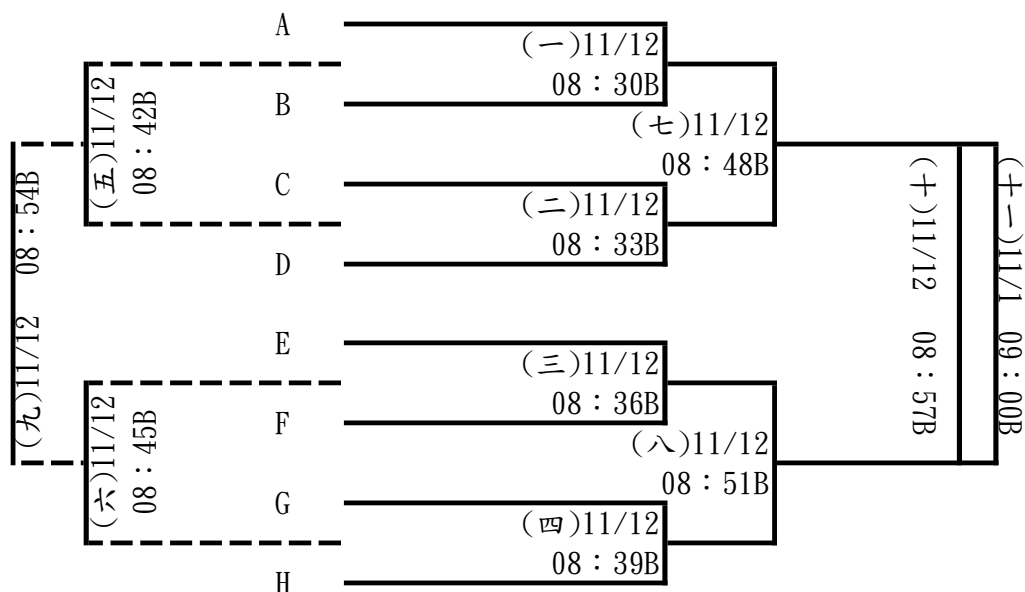 A
(一)11/12
08：30B
B
(五)11/12
08：42B
(七)11/12
08：48B
C
(二)11/12
08：33B
D
(九)11/12 08：54B
(十)11/12 08：57B
(十一)11/1 09：00B
E
(三)11/12
08：36B
F
(六)11/12
08：45B
(八)11/12
08：51B
G
(四)11/12
08：39B
H